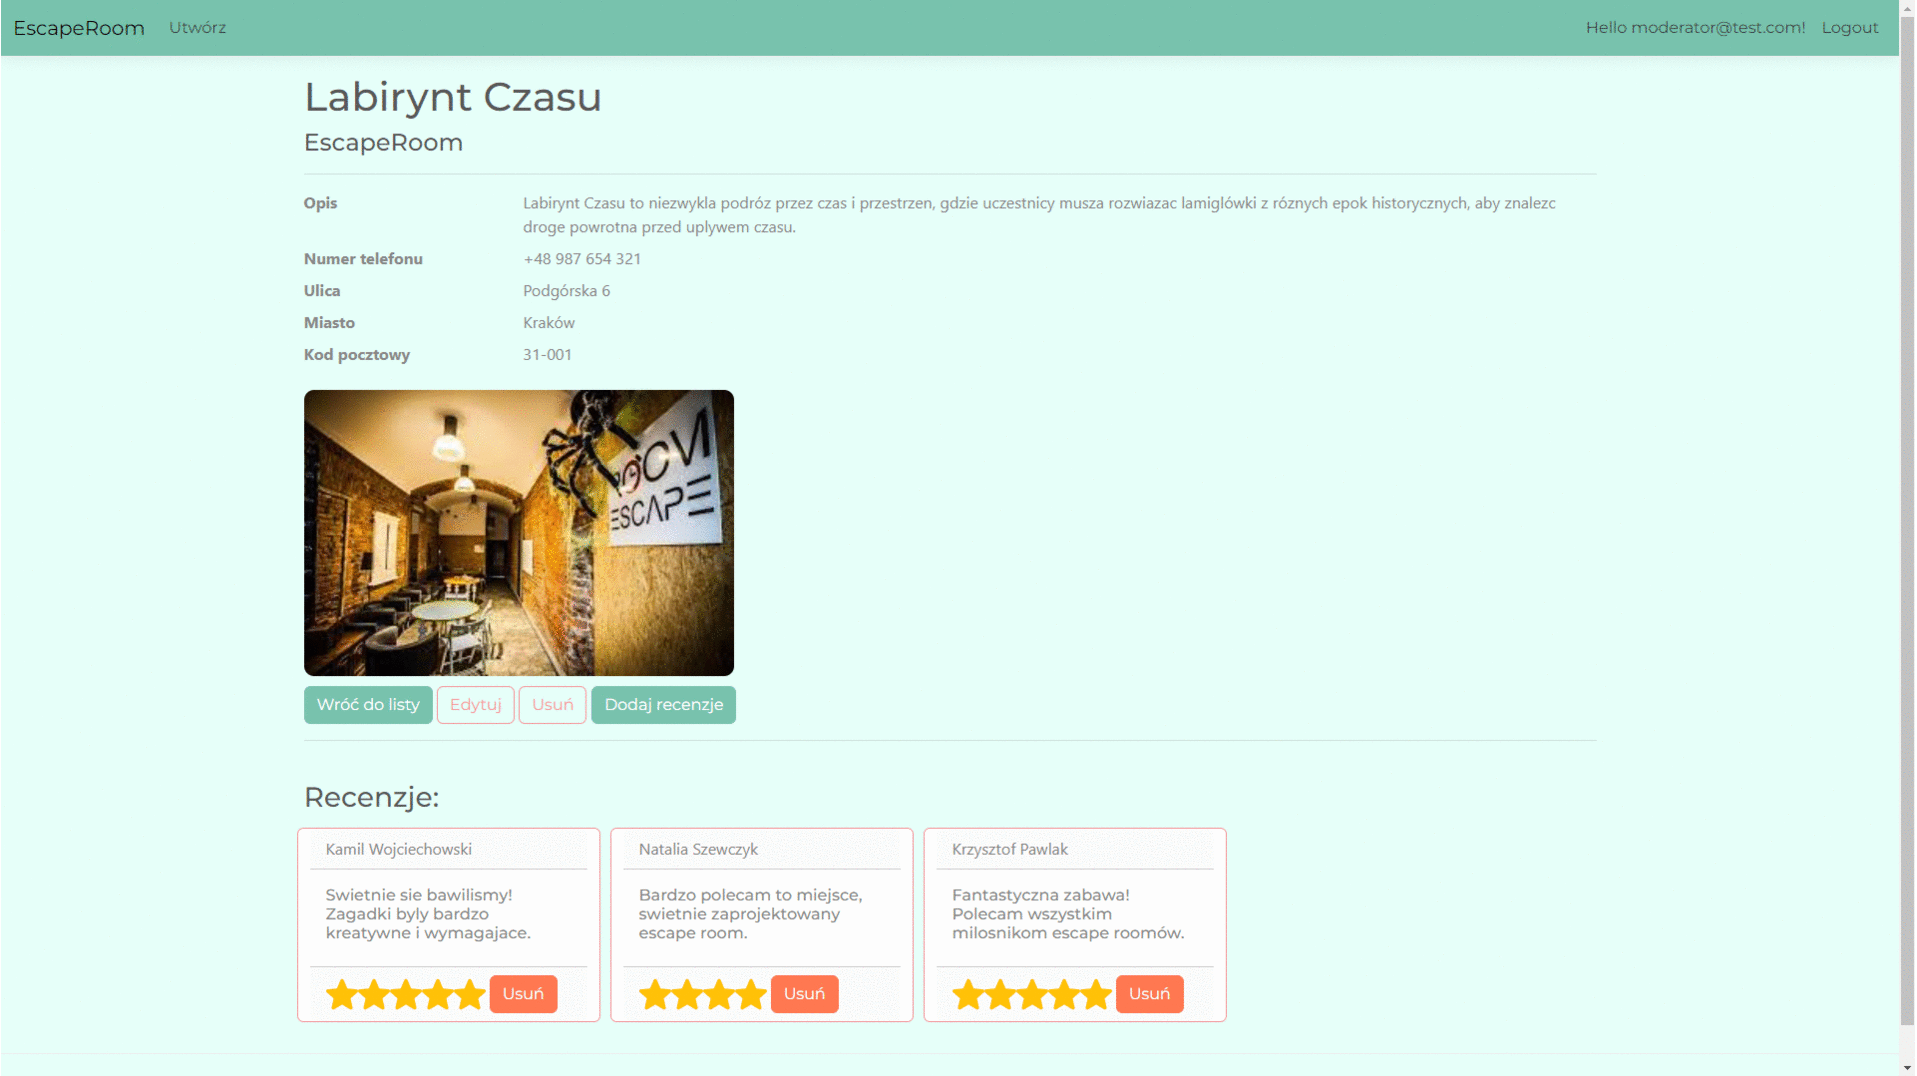 EscapeRoom Utwórz Hello moderator@test.com! Logout
Labirynt Czasu
EscapeRoom
Opis Labirynt Czasu to niezwykla podróz przez czas i przestrzen, gdzie uczestnicy musza rozwiazac lamiglówki z róznych epok historycznych, aby znalezc
droge powrotna przed uplywem czasu.
Numer telefonu +48 987 654 321
Ulica Podgórska 6
Miasto Kraków
Kod pocztowy 31-001
ROOM
ESCAPE
Wróć do listy Edytuj Usuń Dodaj recenzje
Recenzje:
Kamil Wojciechowski
Swietnie sie bawilismy!
Zagadki byly bardzo
kreatywne i wymagajace.
Usuń
Natalia Szewczyk
Bardzo polecam to miejsce,
swietnie zaprojektowany
escape room.
Usuń
Krzysztof Pawlak
Fantastyczna zabawa!
Polecam wszystkim
milosnikom escape roomów.
Usuń